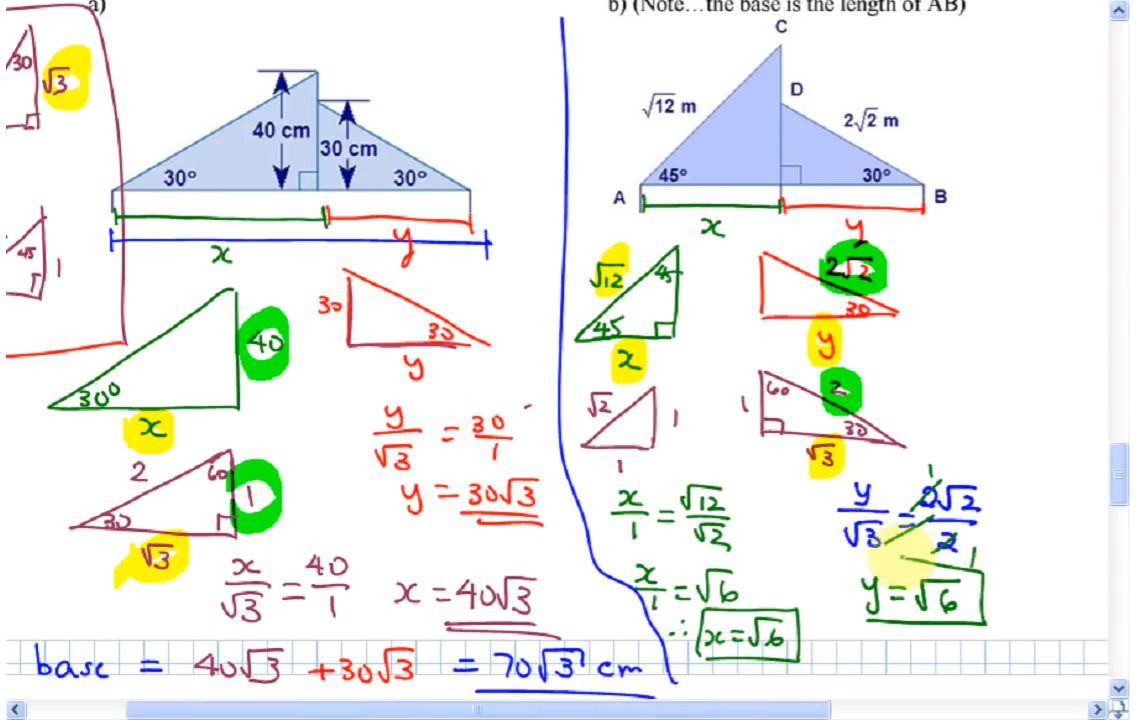 a)
b) (Note...the base is the length of AB)
30
√3
45
1
40 cm
30 cm
30°
30°
x
y
30°
40
x
30
30
y
2
60
30
1
√3
y/√3 = 30/1
y = 30√3
x/√3 = 40/1
x = 40√3
base = 40√3 + 30√3 = 70√3 cm
C
D
√12 m
2√2 m
A
45°
30°
B
x
y
√12
45
45
x
2√2
30
y
√2
1
1
1
60
2
30
√3
x/1 = √12/√2
x/1 = √6
∴ x = √6
y/√3 = 2√2/2
1
1
y = √6